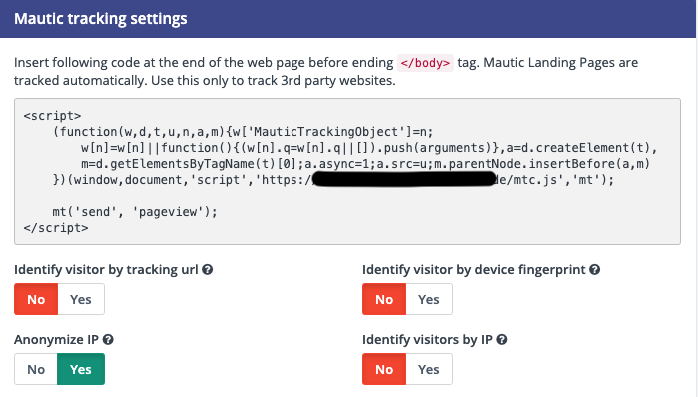 Mautic tracking settings
Insert following code at the end of the web page before ending </body> tag. Mautic Landing Pages are
tracked automatically. Use this only to track 3rd party websites.
<script>
(function(w,d,t,u,n,a,m){w['MauticTrackingObject']=n;
w[n]=w[n]||function(){(w[n].q=w[n].q||[]).push(arguments)},a=d.createElement(t),
m=d.getElementsByTagName(t)[0];a.async=1;a.src=u;m.parentNode.insertBefore(a,m)
})(window,document,'script','https:/ de/mtc.js','mt');
mt('send', 'pageview');
</script>
Identify visitor by tracking url Identify visitor by device fingerprint
No Yes No Yes
Anonymize IP Identify visitors by IP
No Yes No Yes